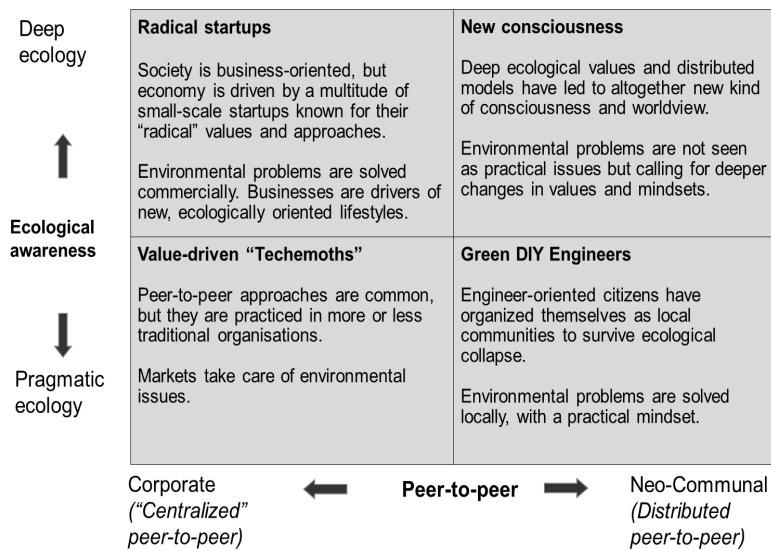 Deep
ecology
Ecological
awareness
Pragmatic
ecology
Radical startups
Society is business-oriented, but
economy is driven by a multitude of
small-scale startups known for their
“radical” values and approaches.
Environmental problems are solved
commercially. Businesses are drivers of
new, ecologically oriented lifestyles.
New consciousness
Deep ecological values and distributed
models have led to altogether new kind
of consciousness and worldview.
Environmental problems are not seen
as practical issues but calling for deeper
changes in values and mindsets.
Value-driven “Techemoths”
Peer-to-peer approaches are common,
but they are practiced in more or less
traditional organisations.
Markets take care of environmental
issues.
Green DIY Engineers
Engineer-oriented citizens have
organized themselves as local
communities to survive ecological
collapse.
Environmental problems are solved
locally, with a practical mindset.
Corporate
(“Centralized”
peer-to-peer)
Peer-to-peer
Neo-Communal
(Distributed
peer-to-peer)